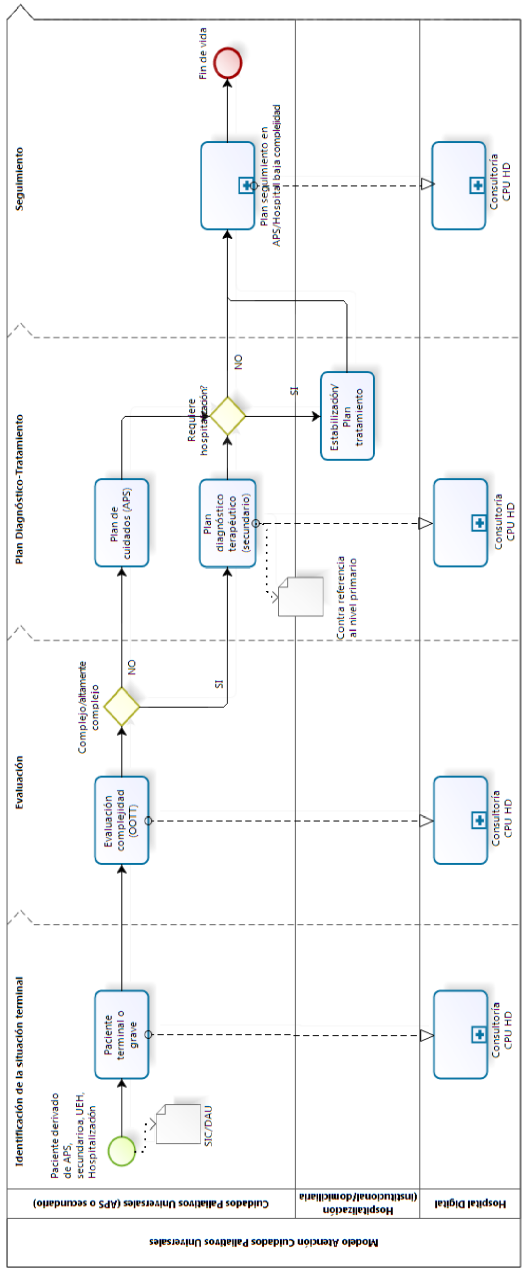 Modelo Atención Cuidados Paliativos Universales
Cuidados Paliativos Universales (APS o secundario)
Hospitalización
(institucional/domiciliaria)
Hospital Digital
Identificación de la situación terminal
Evaluación
Plan Diagnóstico-Tratamiento
Seguimiento
Paciente derivado
de APS,
secundarioa, UEH,
Hospitalización
SIC/DAU
Paciente
terminal o
grave
Evaluación
complejidad
(OOTT)
Complejo/altamente
complejo
NO
SI
Plan de
cuidados (APS)
Plan
diagnóstico
terapéutico
(secundario)
Contra referencia
al nivel primario
Requiere
hospitalización?
NO
SI
Estabilizadón/
Plan
tratamiento
Plan seguimiento en
APS/Hospital baja complejidad
Fin de vida
Consultoría
CPU HD
Consultoría
CPU HD
Consultoría
CPU HD
Consultoría
CPU HD